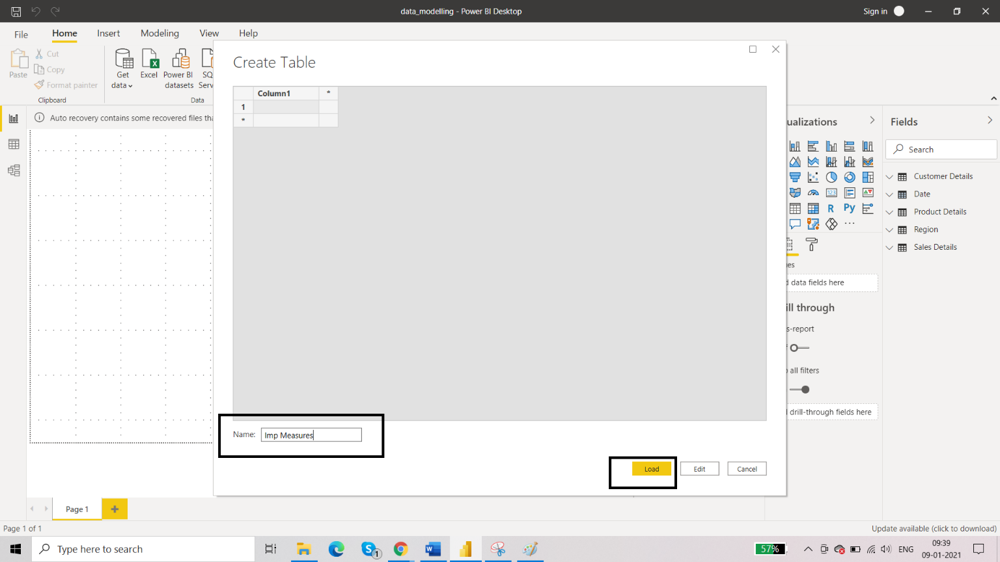 data_modelling - Power BI Desktop
Sign in
File
Home
Insert
Modeling
View
Help
Paste
Cut
Copy
Format painter
Clipboard
Get data
Excel
Power BI datasets
SQ
Serv
Data
Auto recovery contains some recovered files tha
Create Table
Column1
*
1
*
Name:
Imp Measures
Load
Edit
Cancel
ualizations
123
R
Py
...
es
d data fields here
ill through
s-report
all filters
drill-through fields here
Fields
Search
Customer Details
Date
Product Details
Region
Sales Details
Page 1
+
Page 1 of 1
Update available (click to download)
Type here to search
1
57%
ENG
09:39
09-01-2021